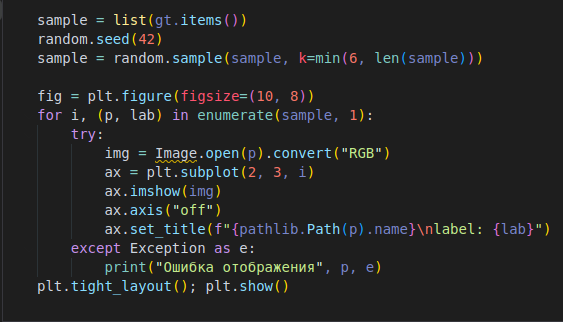 sample = list(gt.items())
random.seed(42)
sample = random.sample(sample, k=min(6, len(sample)))

fig = plt.figure(figsize=(10, 8))
for i, (p, lab) in enumerate(sample, 1):
    try:
        img = Image.open(p).convert("RGB")
        ax = plt.subplot(2, 3, i)
        ax.imshow(img)
        ax.axis("off")
        ax.set_title(f"{pathlib.Path(p).name}\nlabel: {lab}")
    except Exception as e:
        print("Ошибка отображения", p, e)
plt.tight_layout(); plt.show()